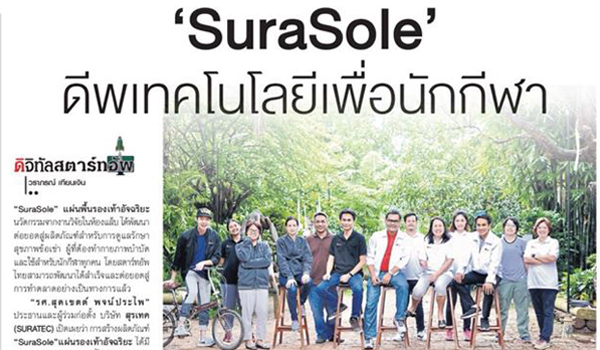 ‘SuraSole’
ดีพเทคโนโลยีเพื่อนักกีฬา
ดิจิทัลสตาร์ทอัพ
วราภรณ์ เทียนเงิน
“SuraSole” แผ่นพื้นรองเท้าอัจฉริยะ
นวัตกรรมจากงานวิจัยในห้องแล็บ ได้พัฒนา
ต่อยอดสู่ผลิตภัณฑ์สำหรับการดูแลรักษา
สุขภาพข้อเข่า ผู้ที่ต้องทำกายภาพบำบัด
และใช้สำหรับผู้นักกีฬาทุกคน โดยสตาร์ทอัพ
ไทยสามารถพัฒนาได้สำเร็จและต่อยอดสู่
การทำตลาดอย่างเป็นทางการแล้ว
“รศ.สุดเขตต์ พจน์ประไพ”
ประธานและผู้ร่วมก่อตั้ง บริษัท สุรเทค
(SURATEC) เปิดเผยว่า การสร้างผลิตภัณฑ์
“SuraSole”แผ่นรองเท้าอัจฉริยะ ได้มี